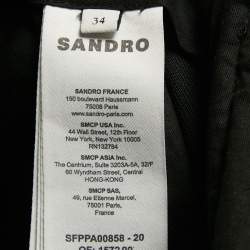 34
SANDRO
SANDRO FRANCE
150 boulevard Haussmann
75008 Paris
sandro-paris.com
SMCP USA Inc.
44 Wall Street, 12th Floor
New York, New York 10005
RN132784
SMCP ASIA Inc.
The Centrium, Suite 3203A-5A, 32/F
60 Wyndham Street, Central
HONG-KONG
SMCP SAS,
49, rue Etienne Marcel,
75001 Paris,
France
SFPPA00858 - 20